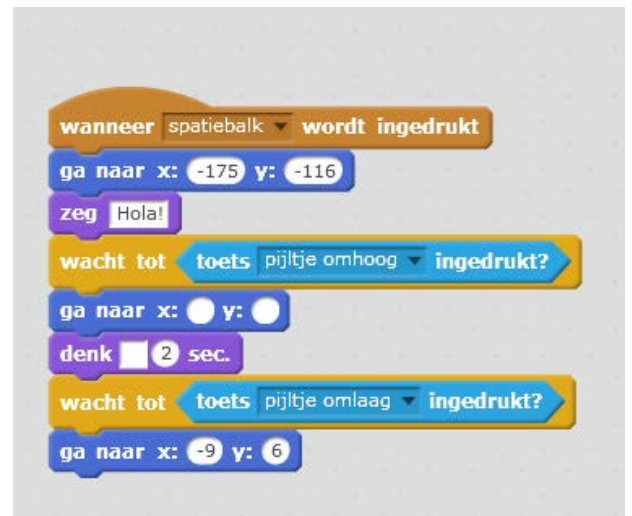 wanneer spatiebalk wordt ingedrukt
ga naar x: -175 y: -116
zeg Hola!
wacht tot toets pijltje omhoog ingedrukt?
ga naar x: y:
denk 2 sec.
wacht tot toets pijltje omlaag ingedrukt?
ga naar x: -9 y: 6